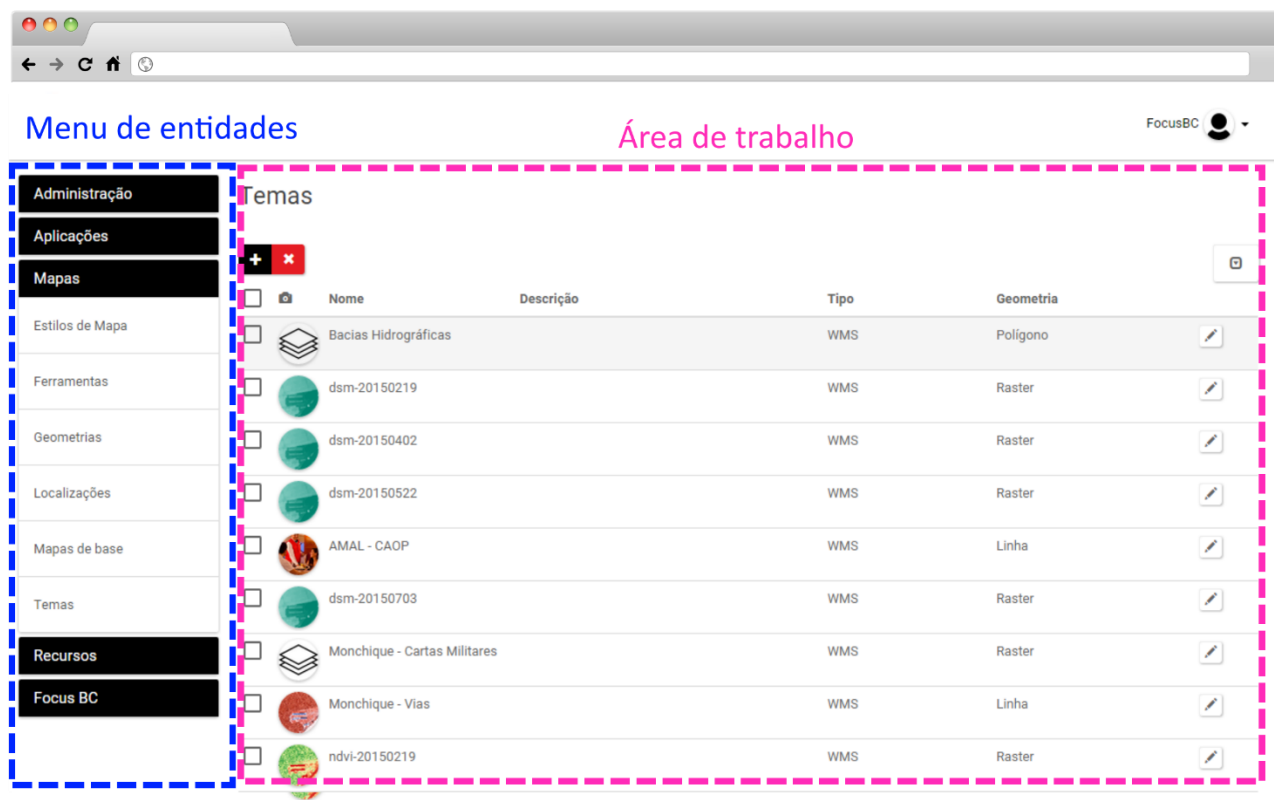 Menu de entidades
Área de trabalho
FocusBC
Administração
Aplicações
Mapas
Estilos de Mapa
Ferramentas
Geometrias
Localizações
Mapas de base
Temas
Recursos
Focus BC
Temas
Nome Descrição Tipo Geometria
Bacias Hidrográficas WMS Polígono
dsm-20150219 WMS Raster
dsm-20150402 WMS Raster
dsm-20150522 WMS Raster
AMAL - CAOP WMS Linha
dsm-20150703 WMS Raster
Monchique - Cartas Militares WMS Raster
Monchique - Vias WMS Linha
ndvi-20150219 WMS Raster